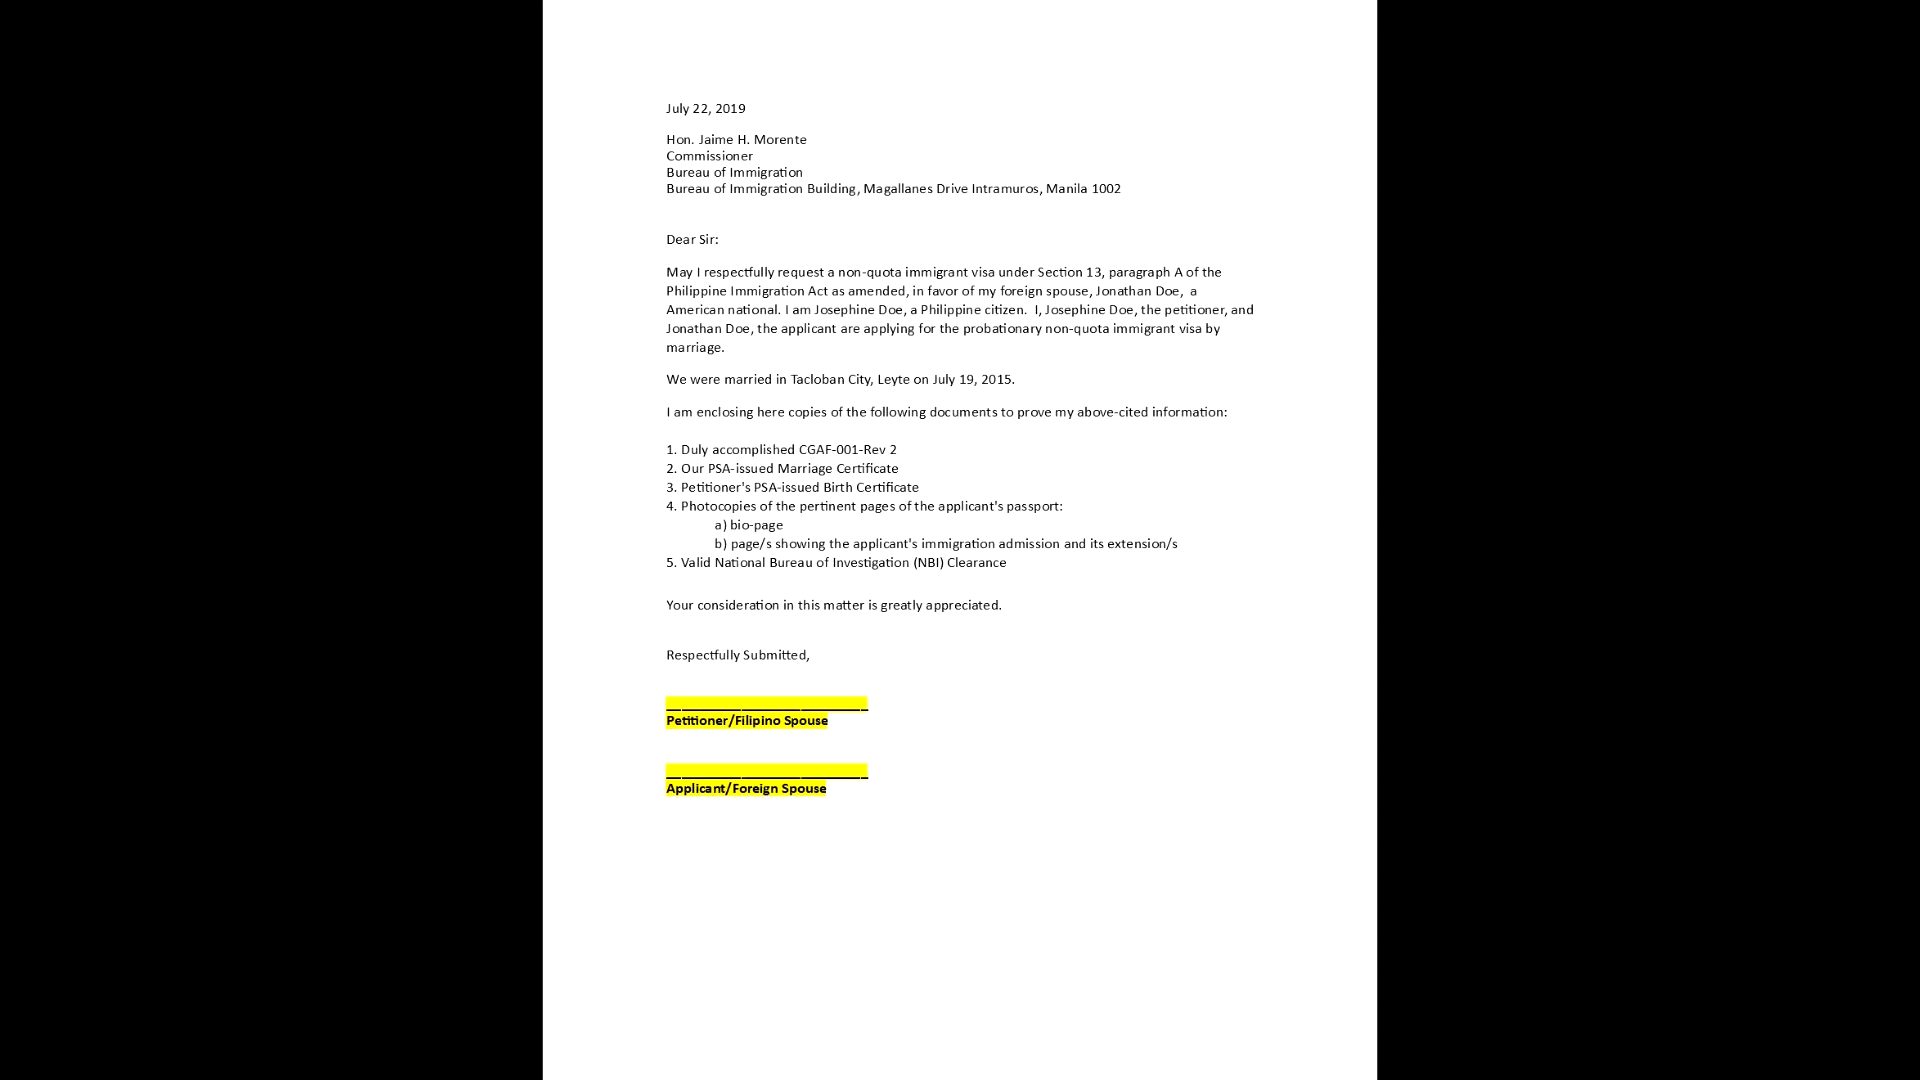 July 22, 2019
Hon. Jaime H. Morente
Commissioner
Bureau of Immigration
Bureau of Immigration Building, Magallanes Drive Intramuros, Manila 1002
Dear Sir:
May I respectfully request a non-quota immigrant visa under Section 13, paragraph A of the
Philippine Immigration Act as amended, in favor of my foreign spouse, Jonathan Doe,  a
American national. I am Josephine Doe, a Philippine citizen.  I, Josephine Doe, the petitioner, and
Jonathan Doe, the applicant are applying for the probationary non-quota immigrant visa by
marriage.
We were married in Tacloban City, Leyte on July 19, 2015.
I am enclosing here copies of the following documents to prove my above-cited information:
1. Duly accomplished CGAF-001-Rev 2
2. Our PSA-issued Marriage Certificate
3. Petitioner's PSA-issued Birth Certificate
4. Photocopies of the pertinent pages of the applicant's passport:
a) bio-page
b) page/s showing the applicant's immigration admission and its extension/s
5. Valid National Bureau of Investigation (NBI) Clearance
Your consideration in this matter is greatly appreciated.
Respectfully Submitted,
Petitioner/Filipino Spouse
Applicant/Foreign Spouse